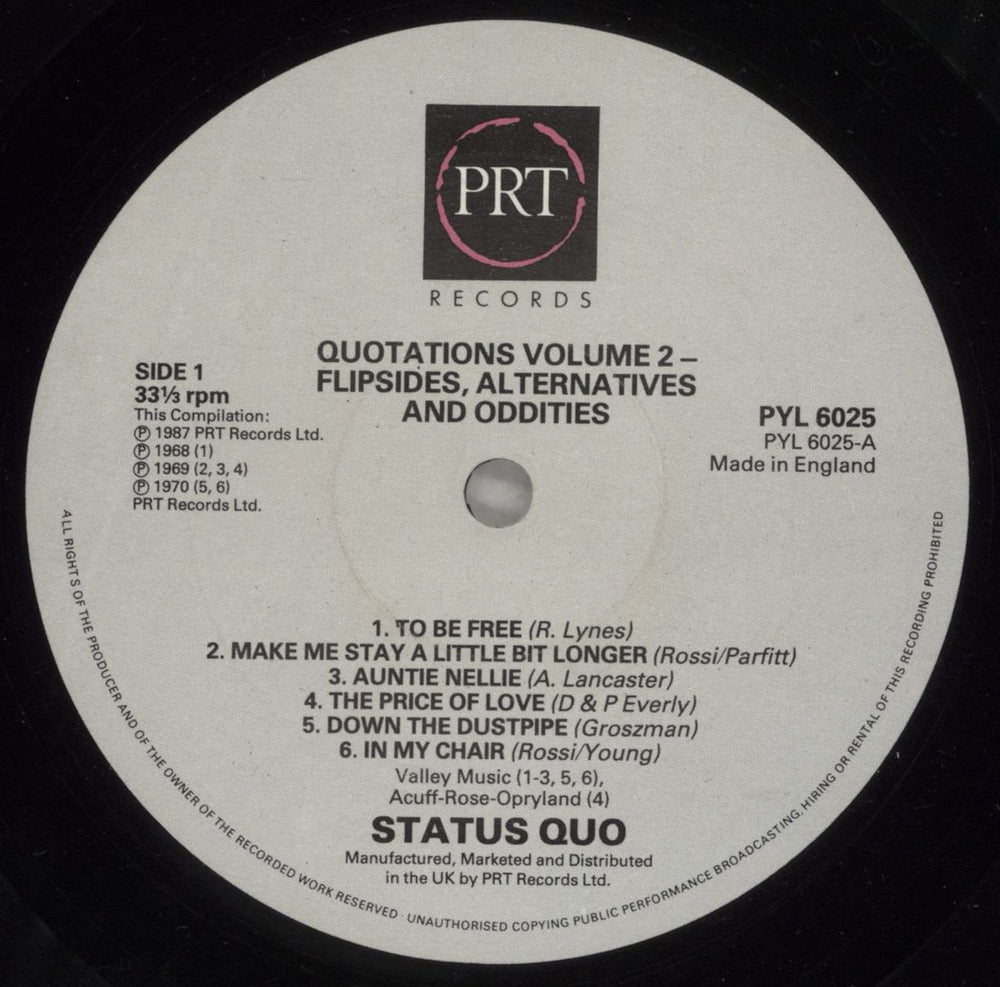 PRT
RECORDS
QUOTATIONS VOLUME 2 –
FLIPSIDES, ALTERNATIVES
AND ODDITIES
SIDE 1
33⅓ rpm
This Compilation:
℗ 1987 PRT Records Ltd.
℗ 1968 (1)
℗ 1969 (2, 3, 4)
℗ 1970 (5, 6)
PRT Records Ltd.
PYL 6025
PYL 6025-A
Made in England
1. TO BE FREE (R. Lynes)
2. MAKE ME STAY A LITTLE BIT LONGER (Rossi/Parfitt)
3. AUNTIE NELLIE (A. Lancaster)
4. THE PRICE OF LOVE (D & P Everly)
5. DOWN THE DUSTPIPE (Groszman)
6. IN MY CHAIR (Rossi/Young)
Valley Music (1-3, 5, 6),
Acuff-Rose-Opryland (4)
STATUS QUO
Manufactured, Marketed and Distributed
in the UK by PRT Records Ltd.
ALL RIGHTS OF THE PRODUCER AND OF THE OWNER OF THE RECORDED WORK RESERVED · UNAUTHORISED COPYING PUBLIC PERFORMANCE BROADCASTING, HIRING OR RENTAL OF THIS RECORDING PROHIBITED